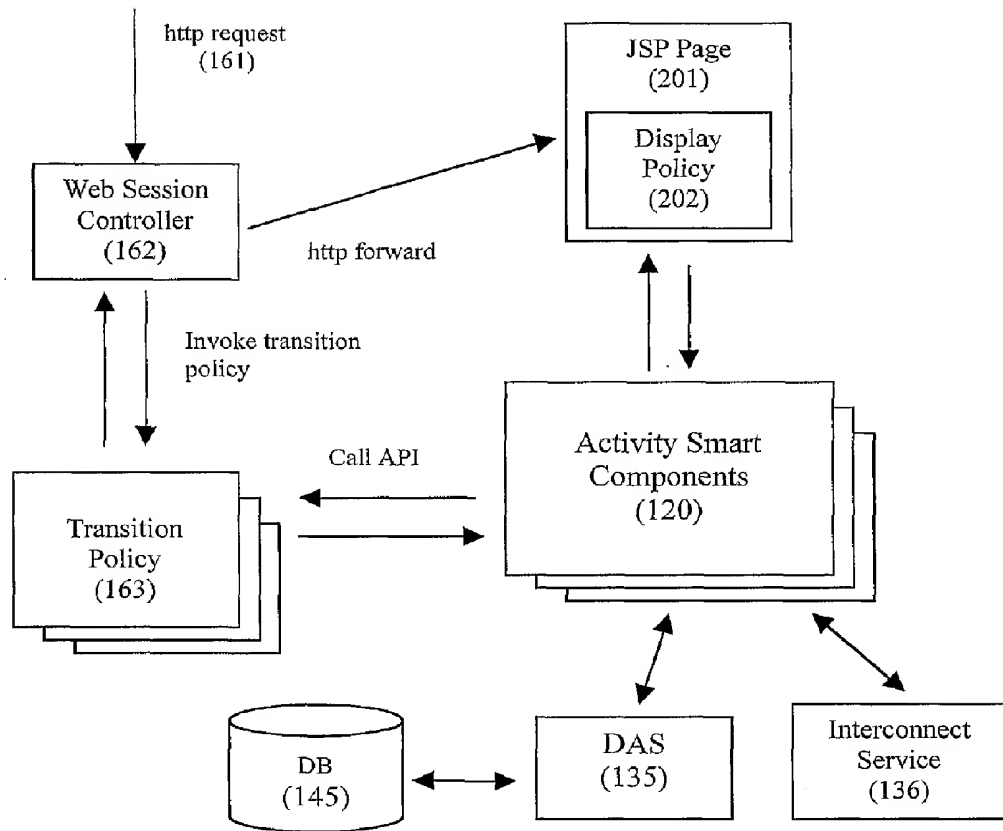 http request
(161)
JSP Page
(201)
Display
Policy
(202)
Web Session
Controller
(162)
http forward
Invoke transition
policy
Activity Smart
Components
(120)
Call API
Transition
Policy
(163)
DB
(145)
DAS
(135)
Interconnect
Service
(136)